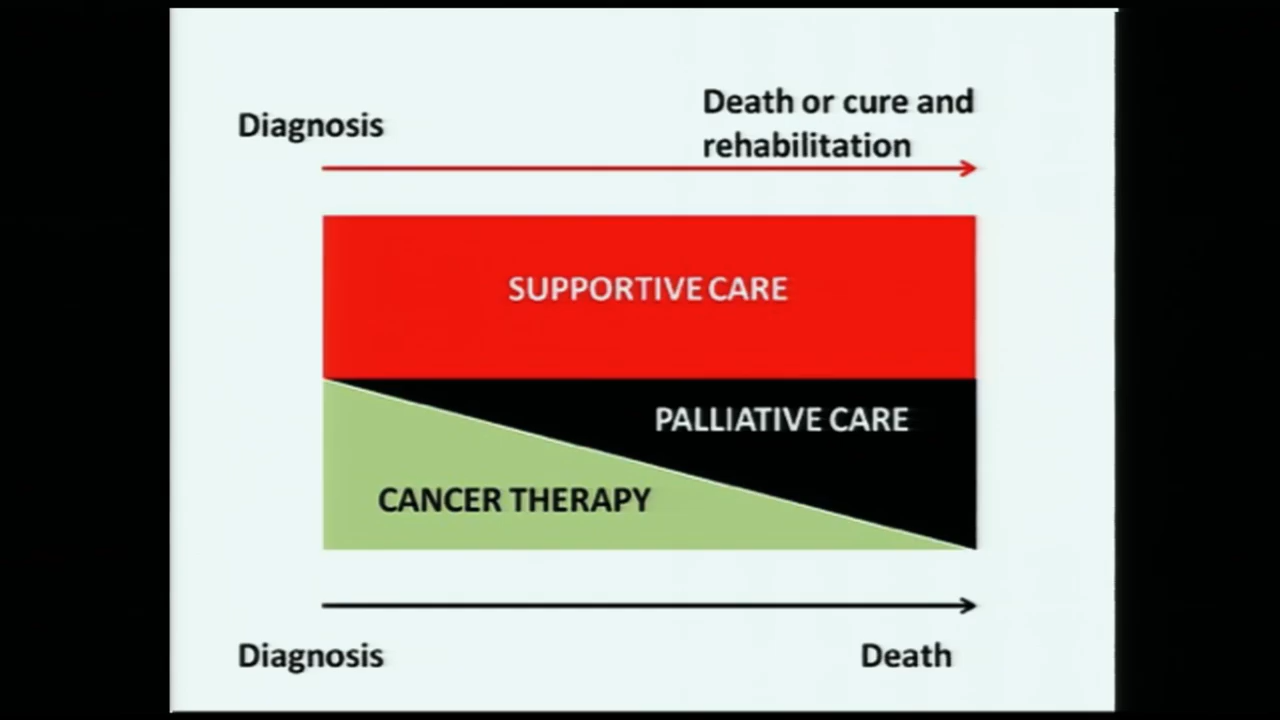 Diagnosis
Death or cure and
rehabilitation
SUPPORTIVE CARE
PALLIATIVE CARE
CANCER THERAPY
Diagnosis
Death